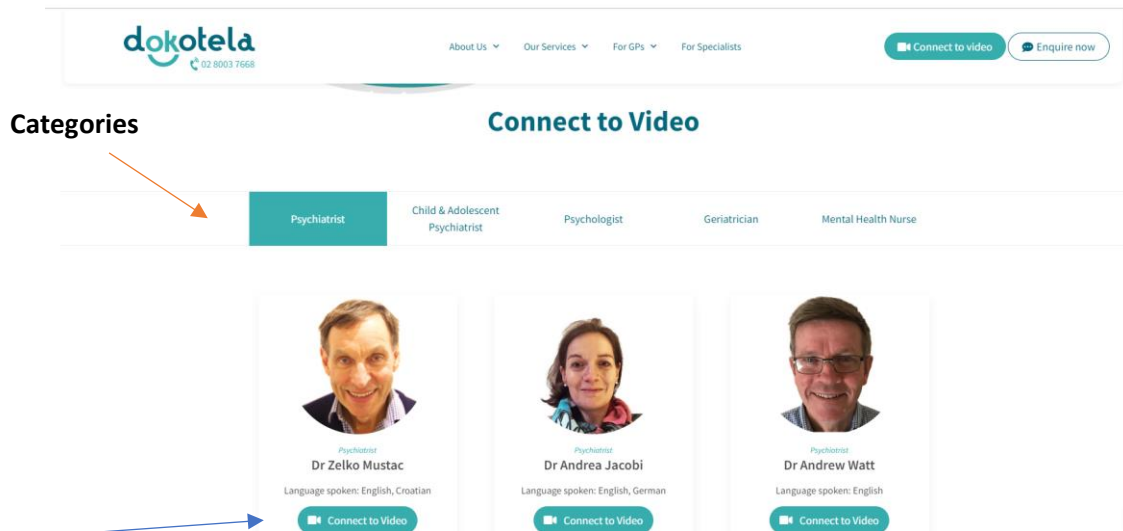 dokotela
02 8003 7668
About Us Our Services For GPs For Specialists
Connect to video
Enquire now
Categories
Connect to Video
Psychiatrist
Child & Adolescent
Psychiatrist
Psychologist
Geriatrician
Mental Health Nurse
Psychiatrist
Dr Zelko Mustac
Language spoken: English, Croatian
Connect to Video
Psychiatrist
Dr Andrea Jacobi
Language spoken: English, German
Connect to Video
Psychiatrist
Dr Andrew Watt
Language spoken: English
Connect to Video